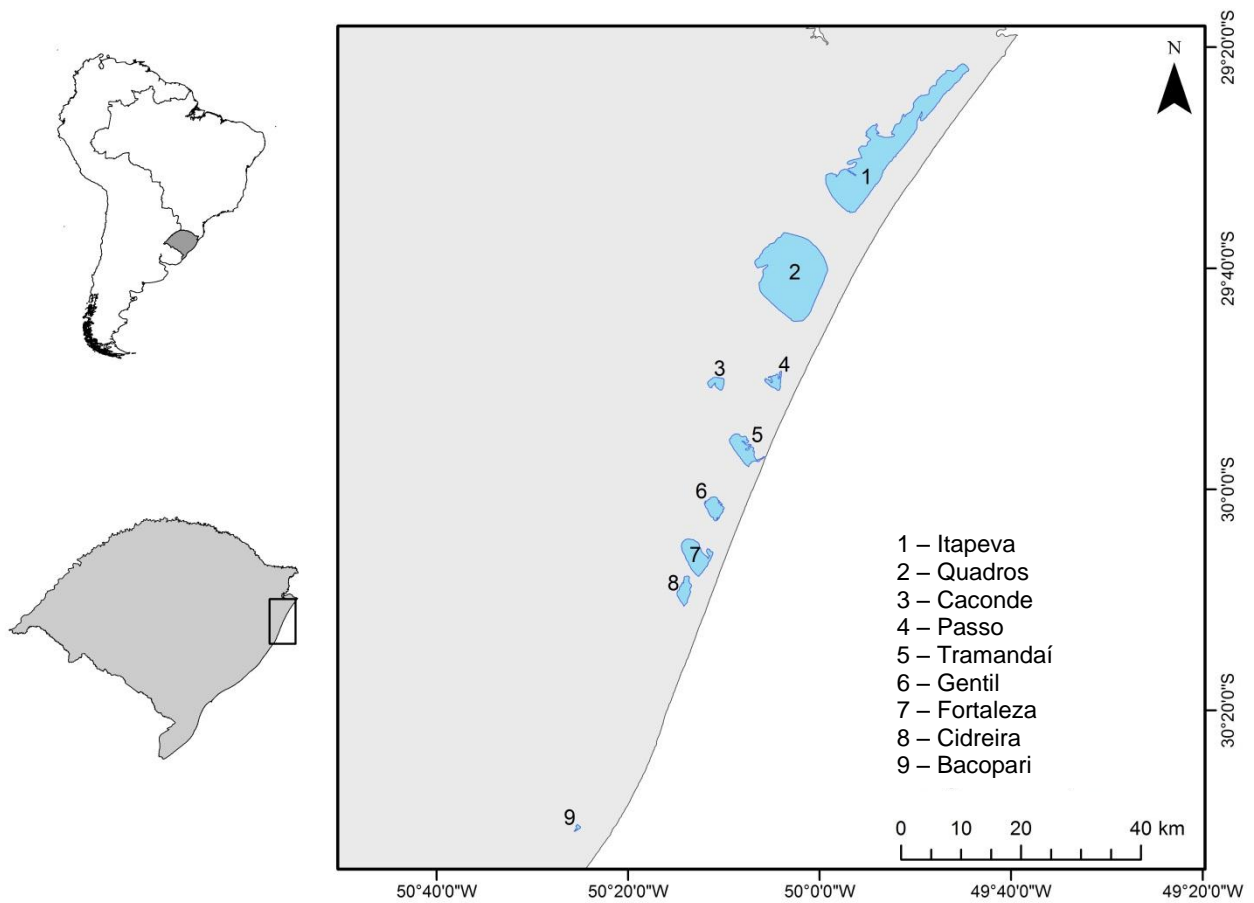 N
1
2
3
4
5
6
7
8
9
1 – Itapeva
2 – Quadros
3 – Caconde
4 – Passo
5 – Tramandaí
6 – Gentil
7 – Fortaleza
8 – Cidreira
9 – Bacopari
0 10 20 40 km
29°20'0"S
29°40'0"S
30°0'0"S
30°20'0"S
50°40'0"W 50°20'0"W 50°0'0"W 49°40'0"W 49°20'0"W